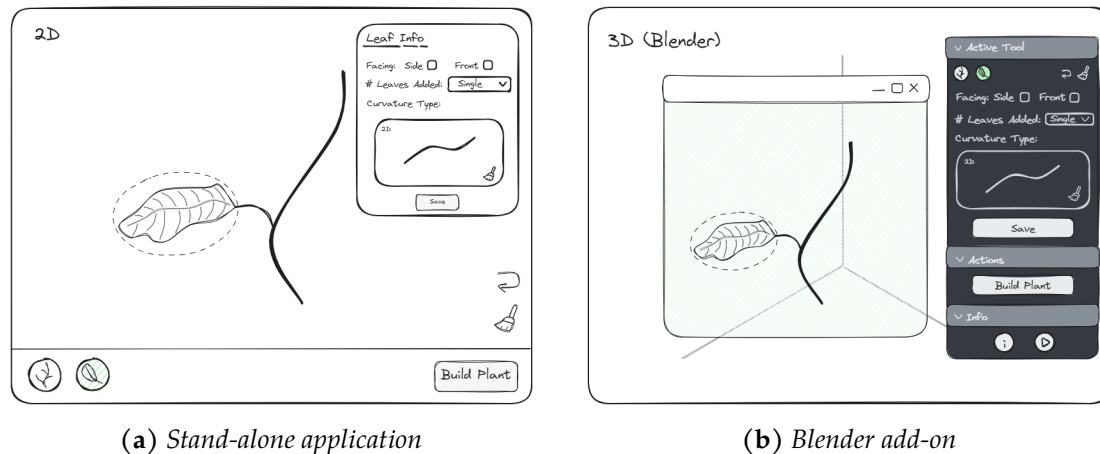 2D
Leaf Info
Facing: Side Front
# Leaves Added: Single
Curvature Type:
2D
Save
Build Plant
(a) Stand-alone application
3D (Blender)
Active Tool
Facing: Side Front
# Leaves Added: Single
Curvature Type:
2D
Save
Actions
Build Plant
Info
i
(b) Blender add-on